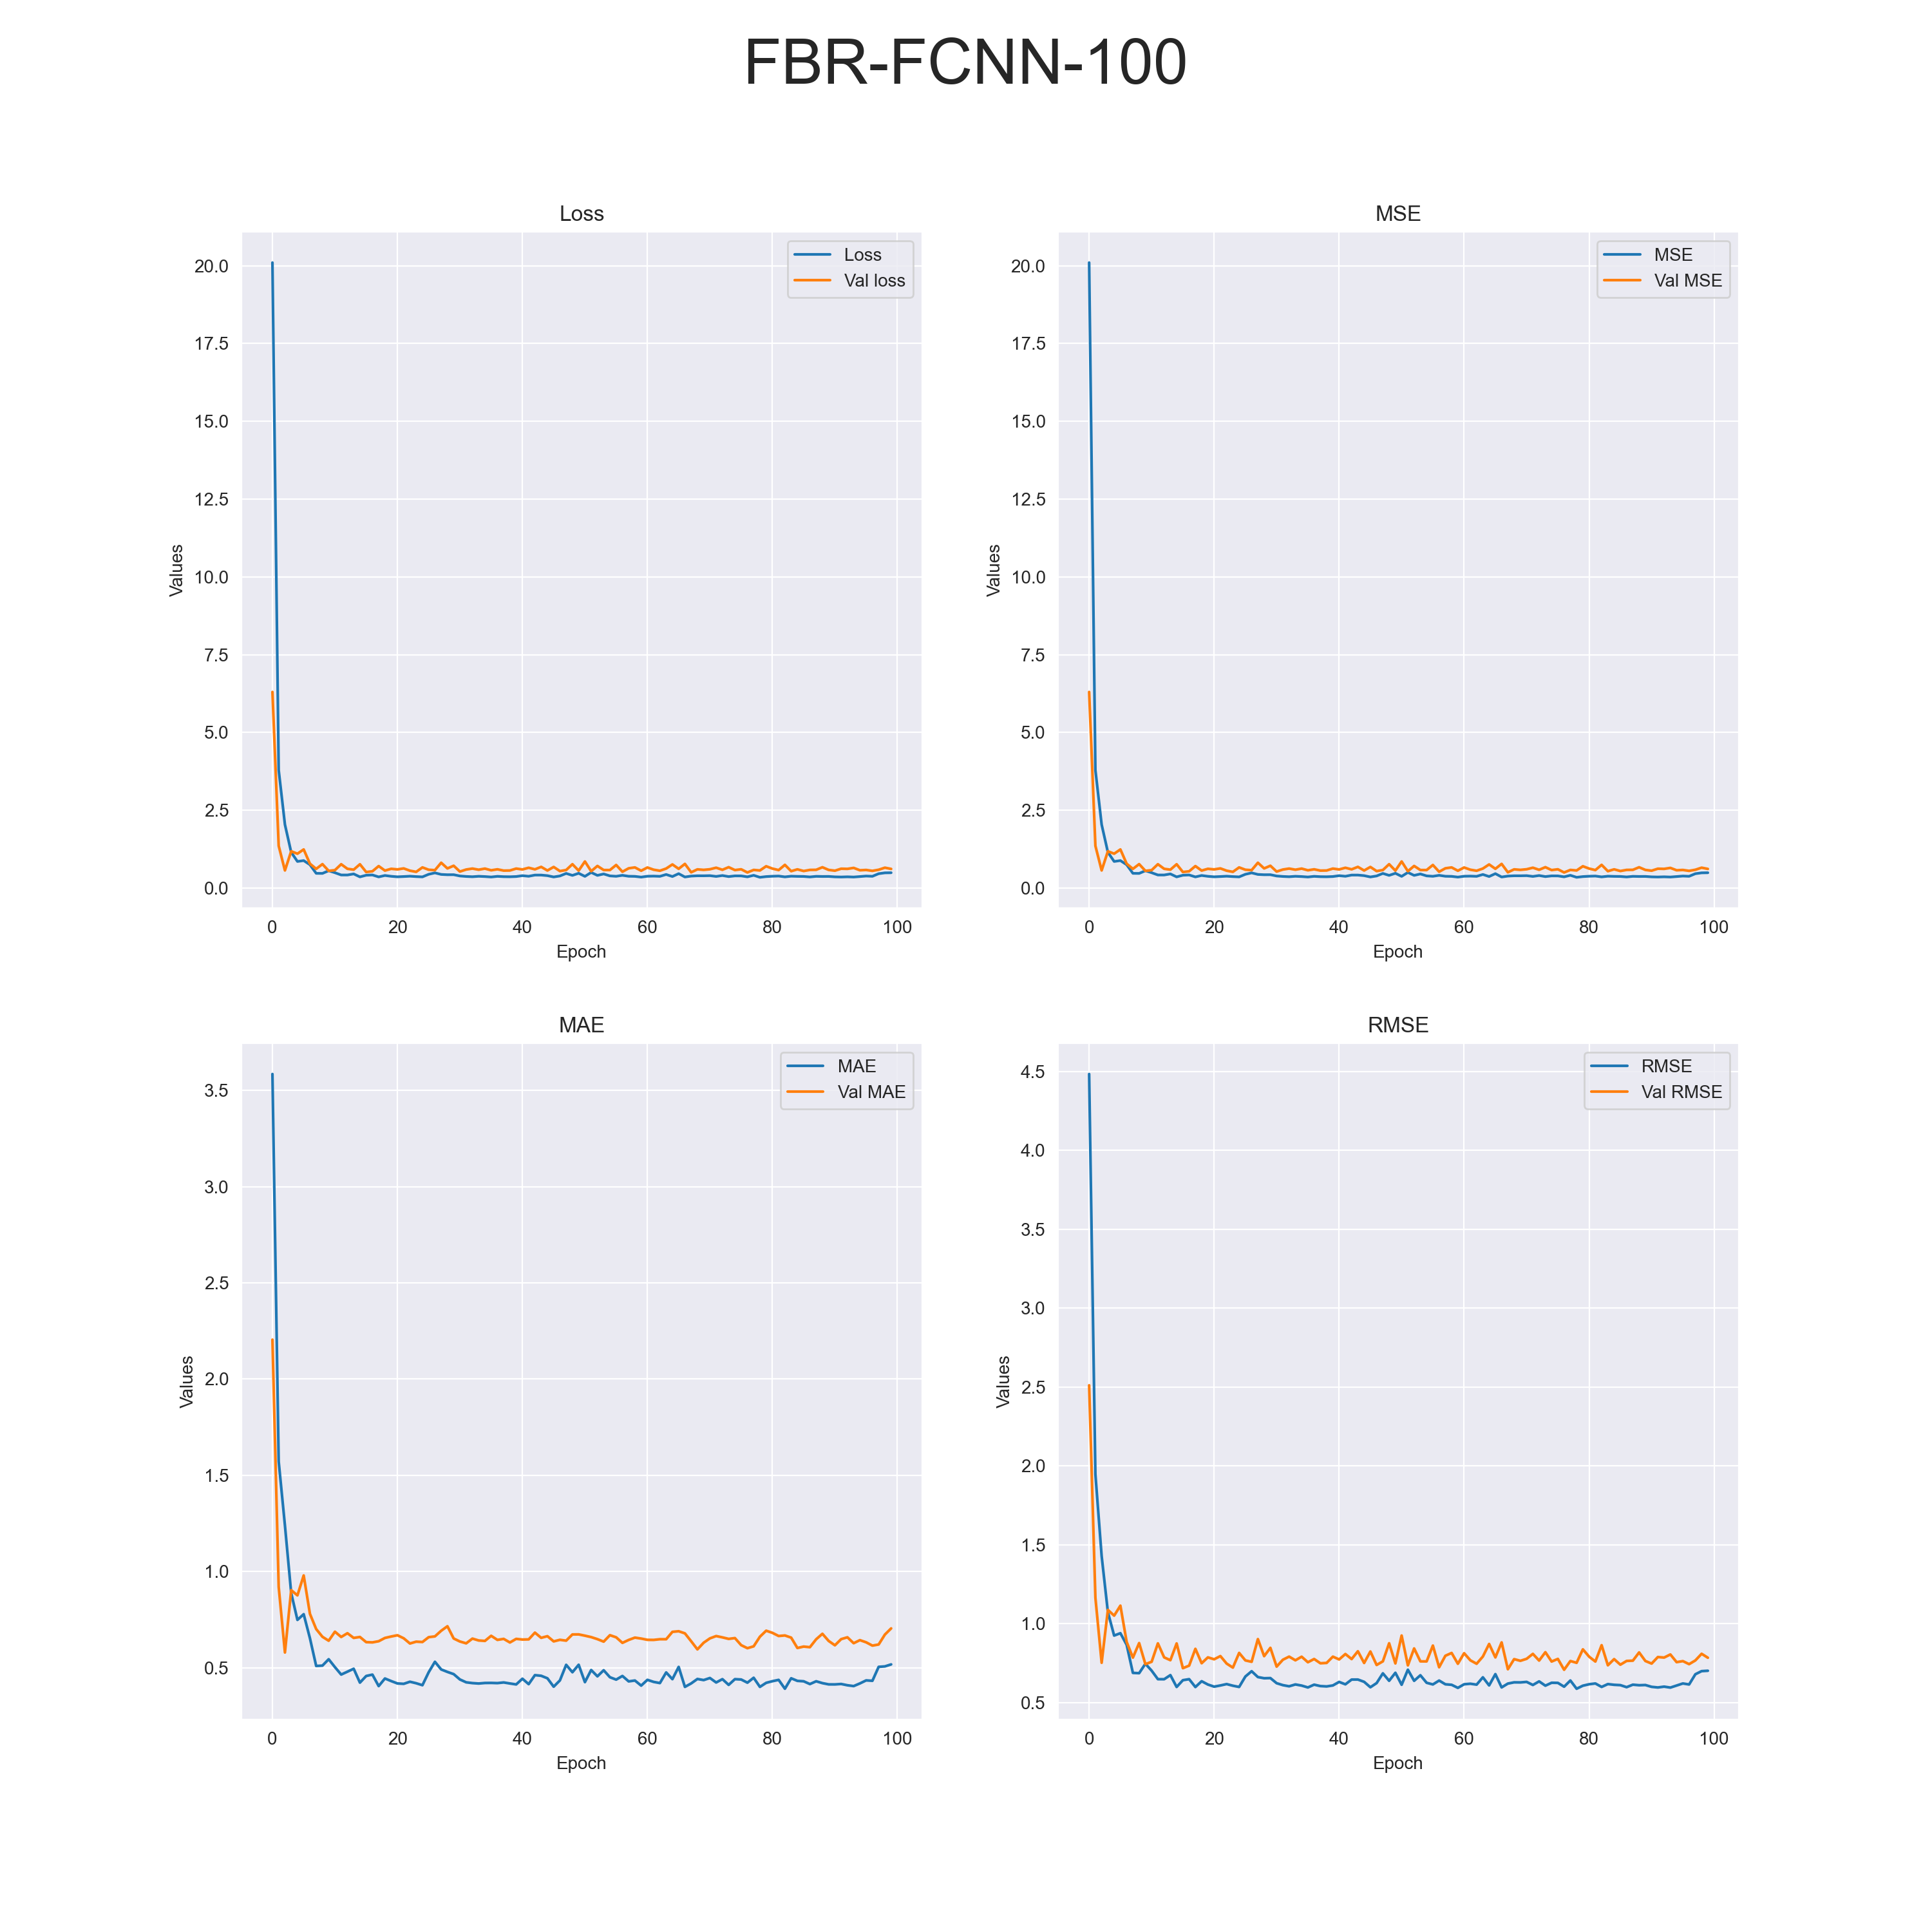 FBR-FCNN-100
Loss
Loss
Val loss
20.0
17.5
15.0
12.5
10.0
7.5
5.0
2.5
0.0
Values
0 20 40 60 80 100
Epoch
MSE
MSE
Val MSE
20.0
17.5
15.0
12.5
10.0
7.5
5.0
2.5
0.0
Values
0 20 40 60 80 100
Epoch
MAE
MAE
Val MAE
3.5
3.0
2.5
2.0
1.5
1.0
0.5
Values
0 20 40 60 80 100
Epoch
RMSE
RMSE
Val RMSE
4.5
4.0
3.5
3.0
2.5
2.0
1.5
1.0
0.5
Values
0 20 40 60 80 100
Epoch